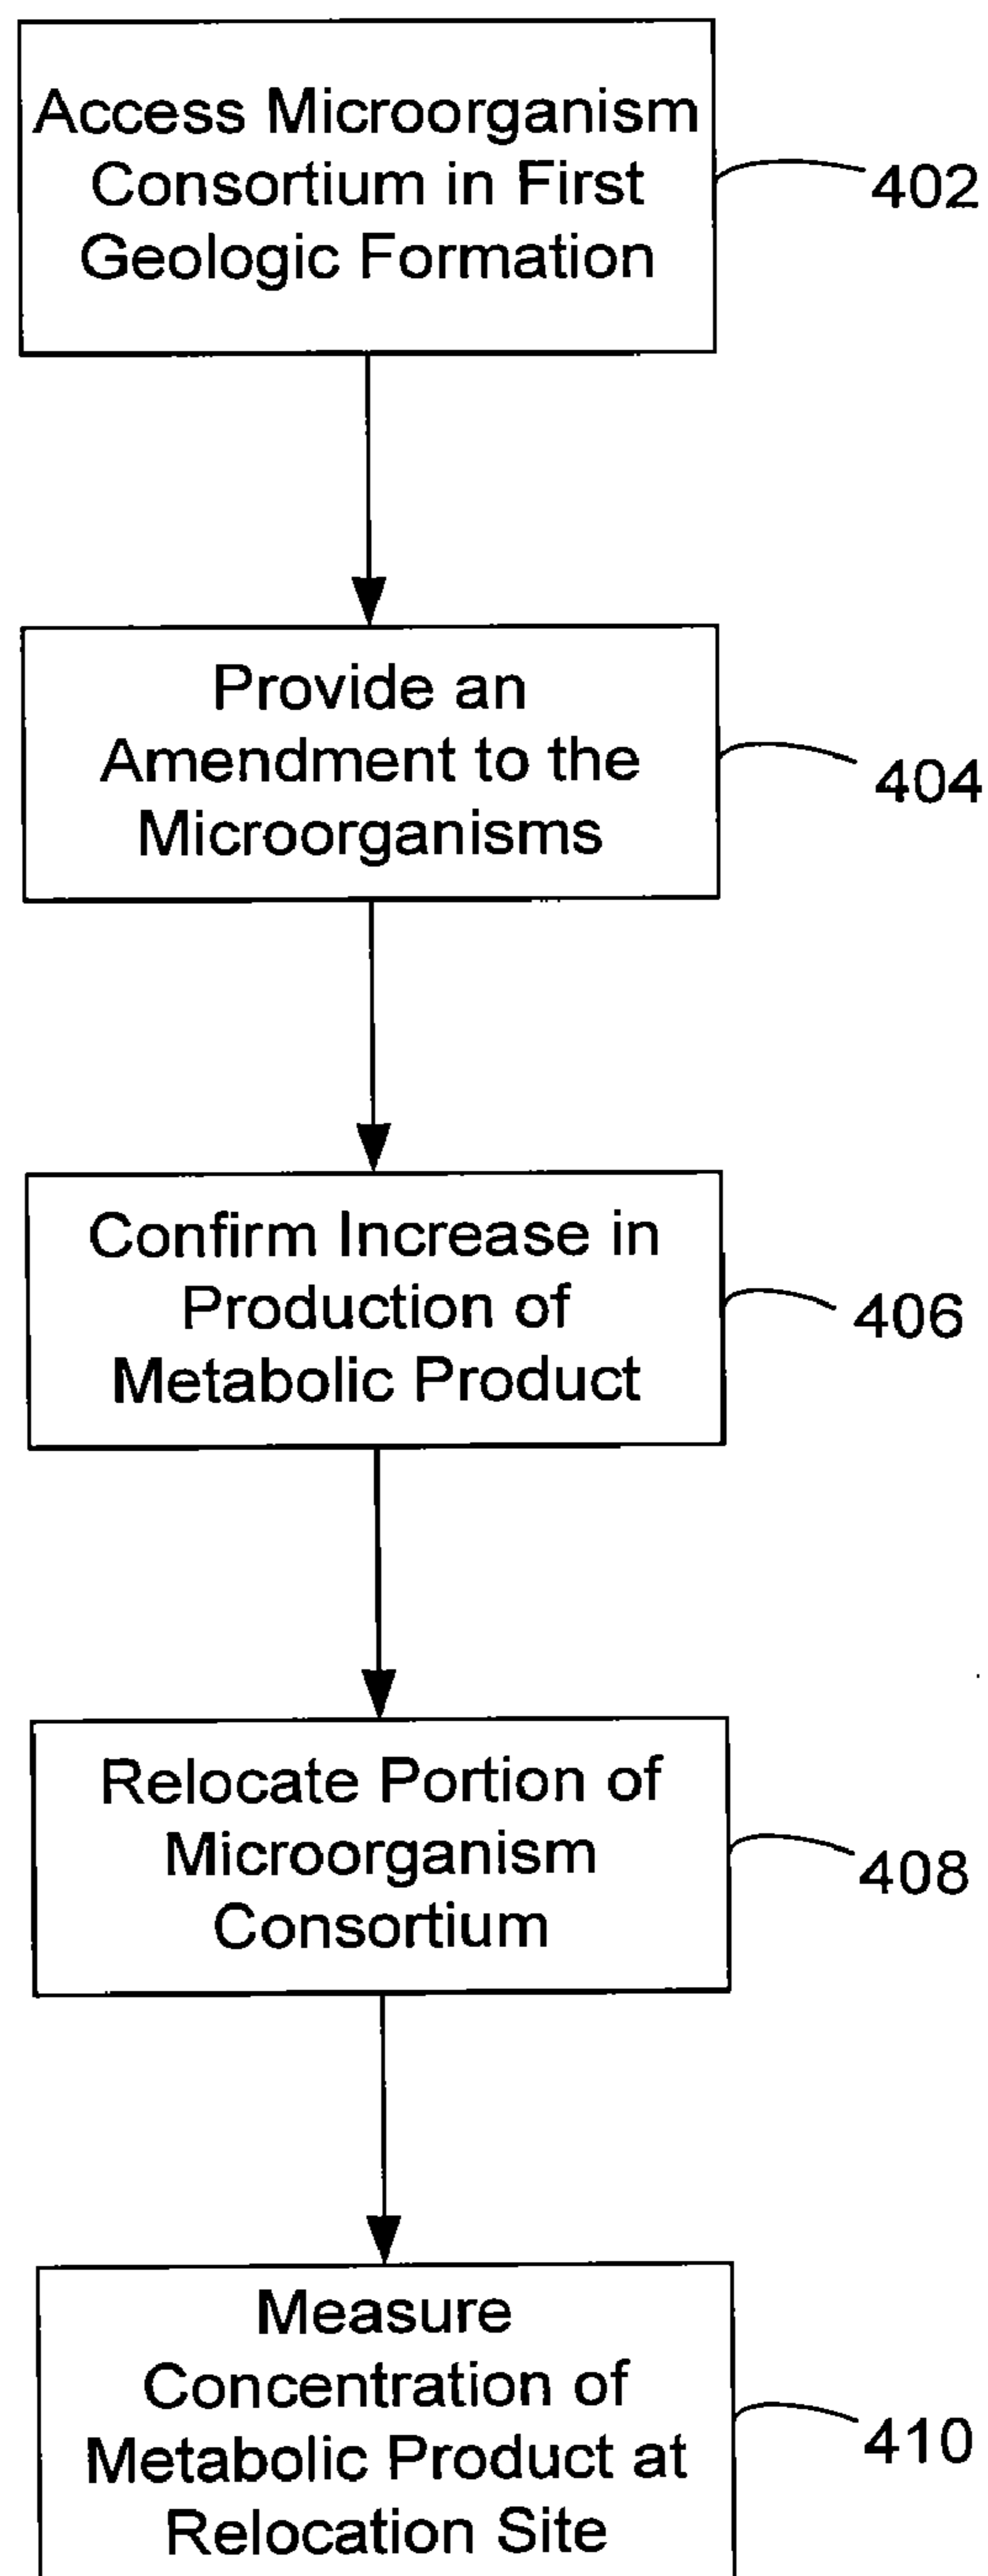 Access Microorganism
Consortium in First
Geologic Formation
402
Provide an
Amendment to the
Microorganisms
404
Confirm Increase in
Production of
Metabolic Product
406
Relocate Portion of
Microorganism
Consortium
408
Measure
Concentration of
Metabolic Product at
Relocation Site
410